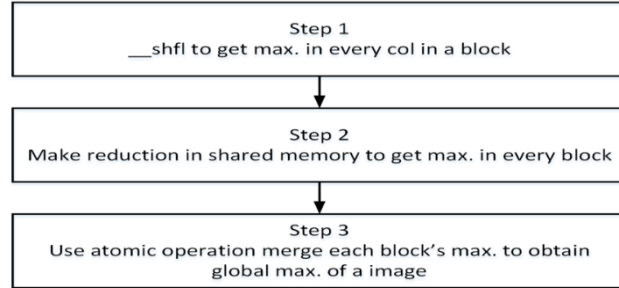 Step 1
__shfl to get max. in every col in a block
Step 2
Make reduction in shared memory to get max. in every block
Step 3
Use atomic operation merge each block’s max. to obtain
global max. of a image